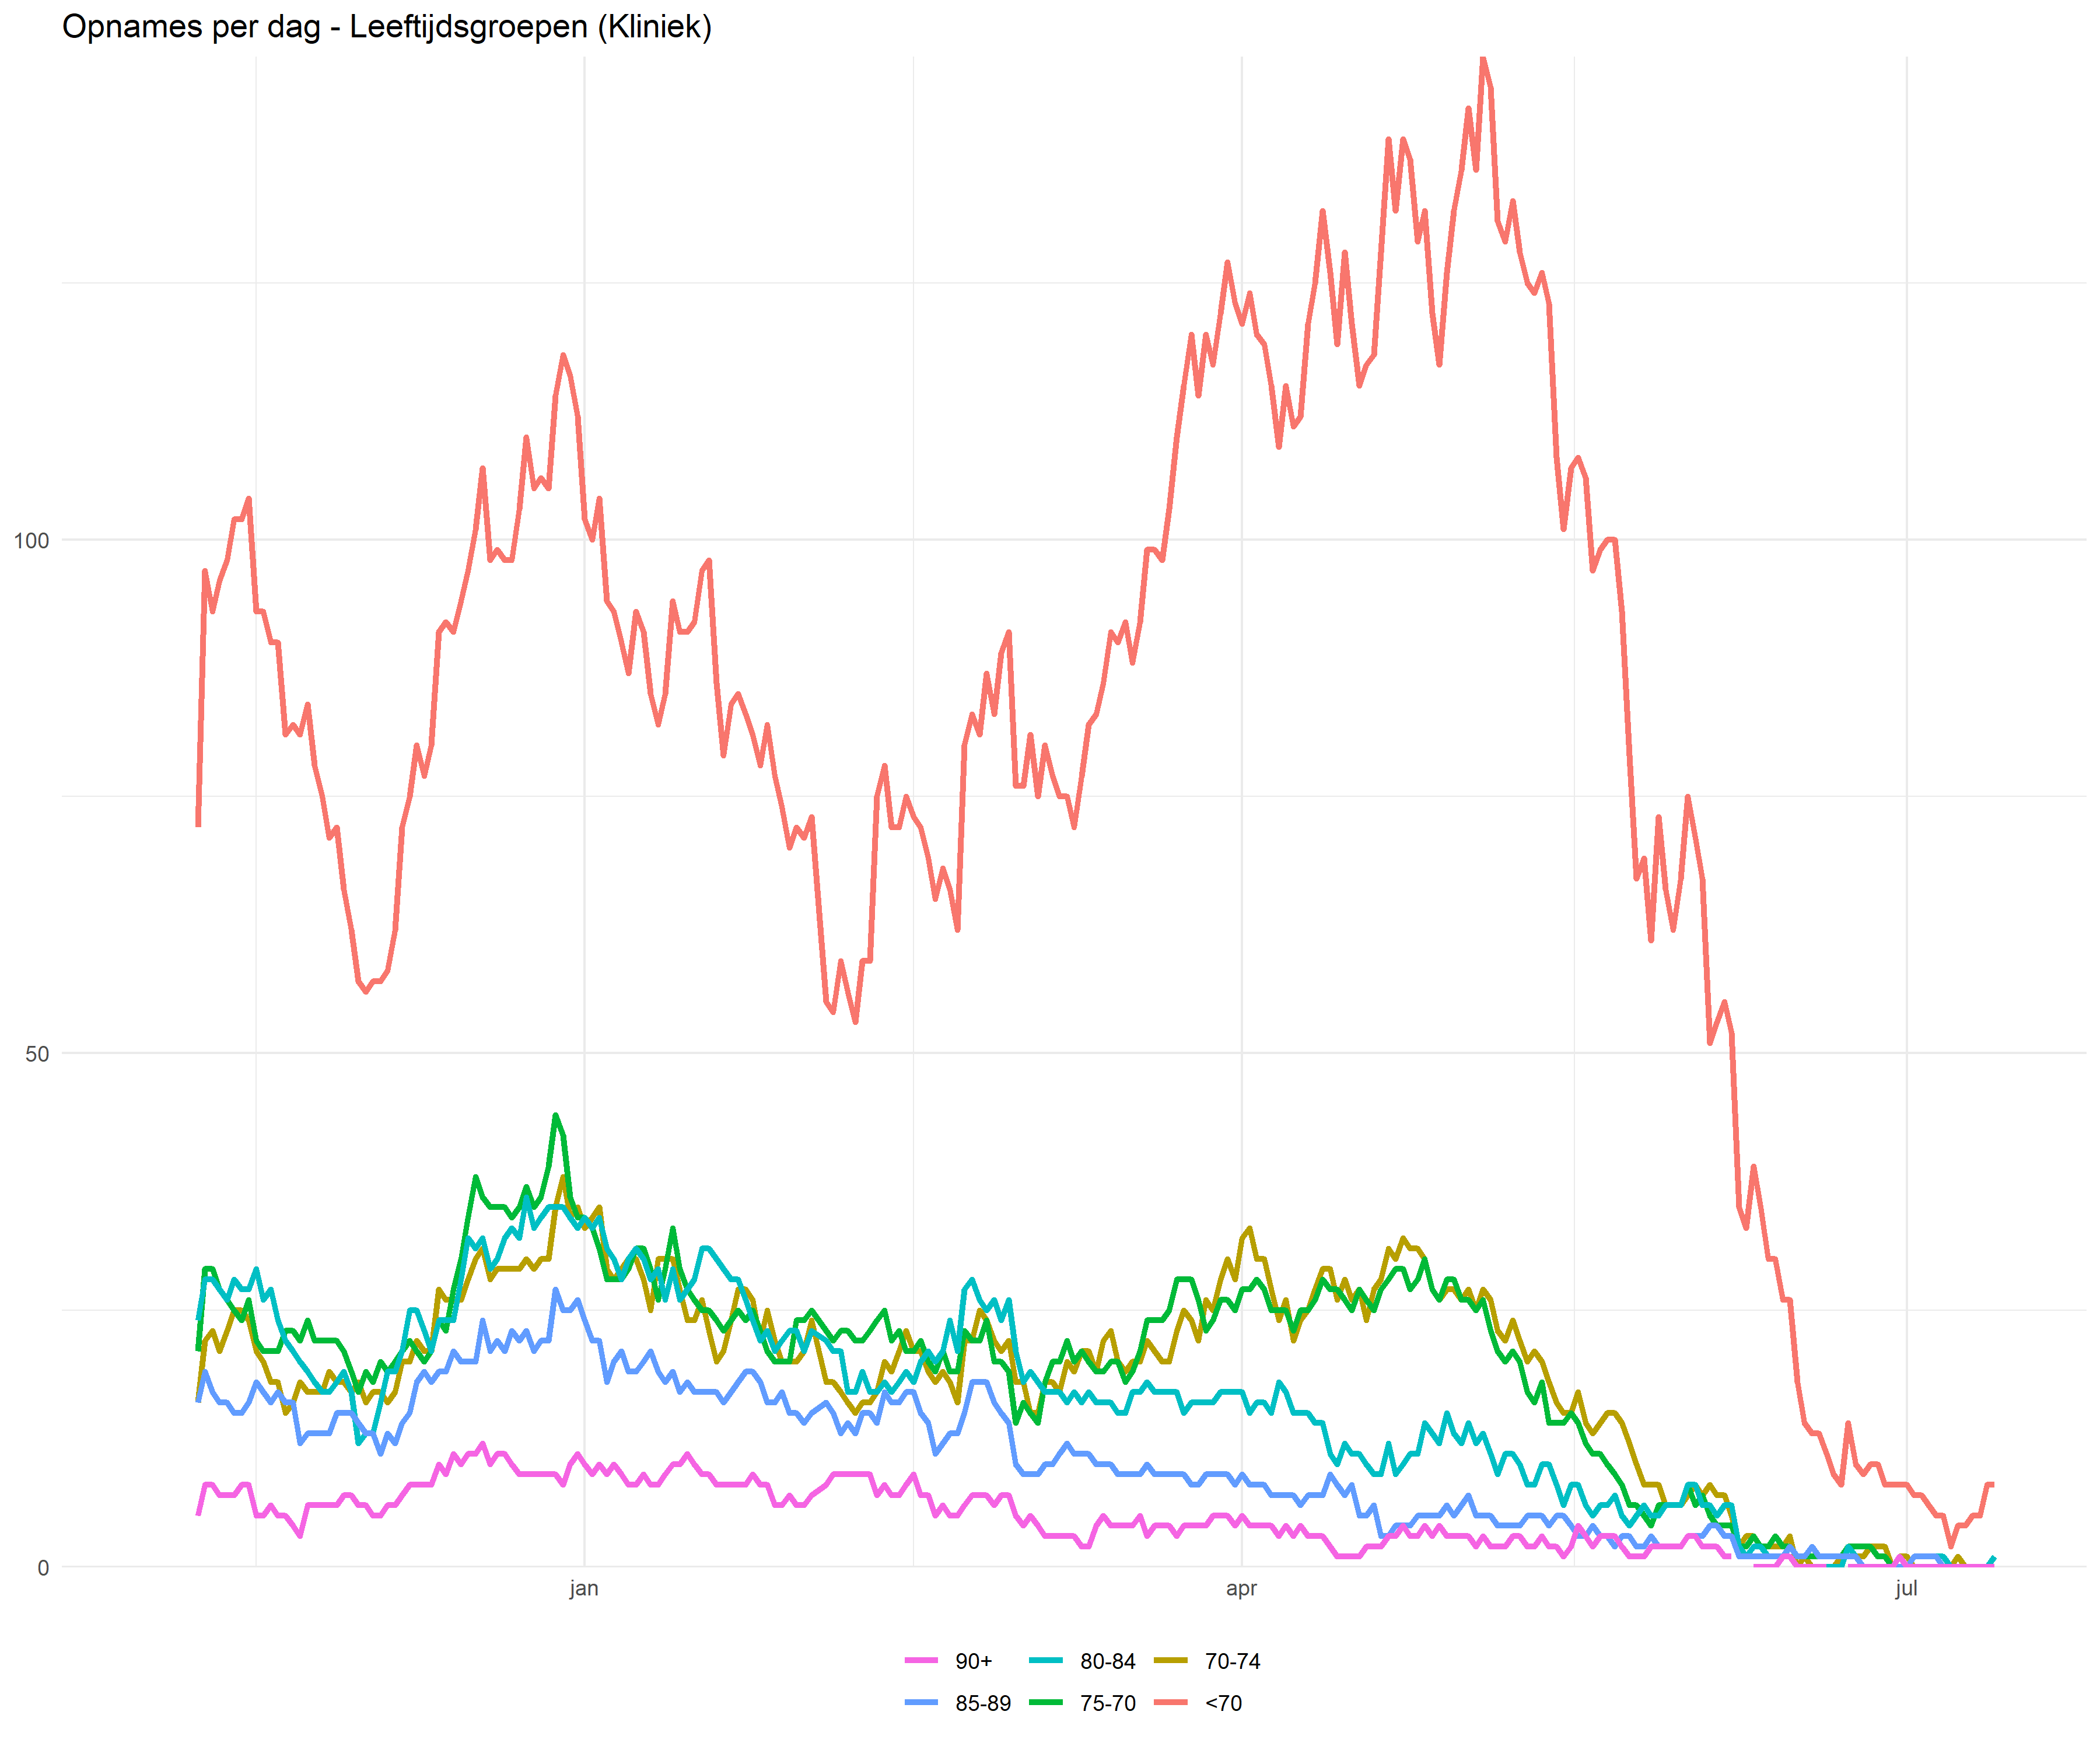 Opnames per dag - Leeftijdsgroepen (Kliniek)
100
50
0
jan apr jul
90+ 80-84 70-74
85-89 75-70 <70